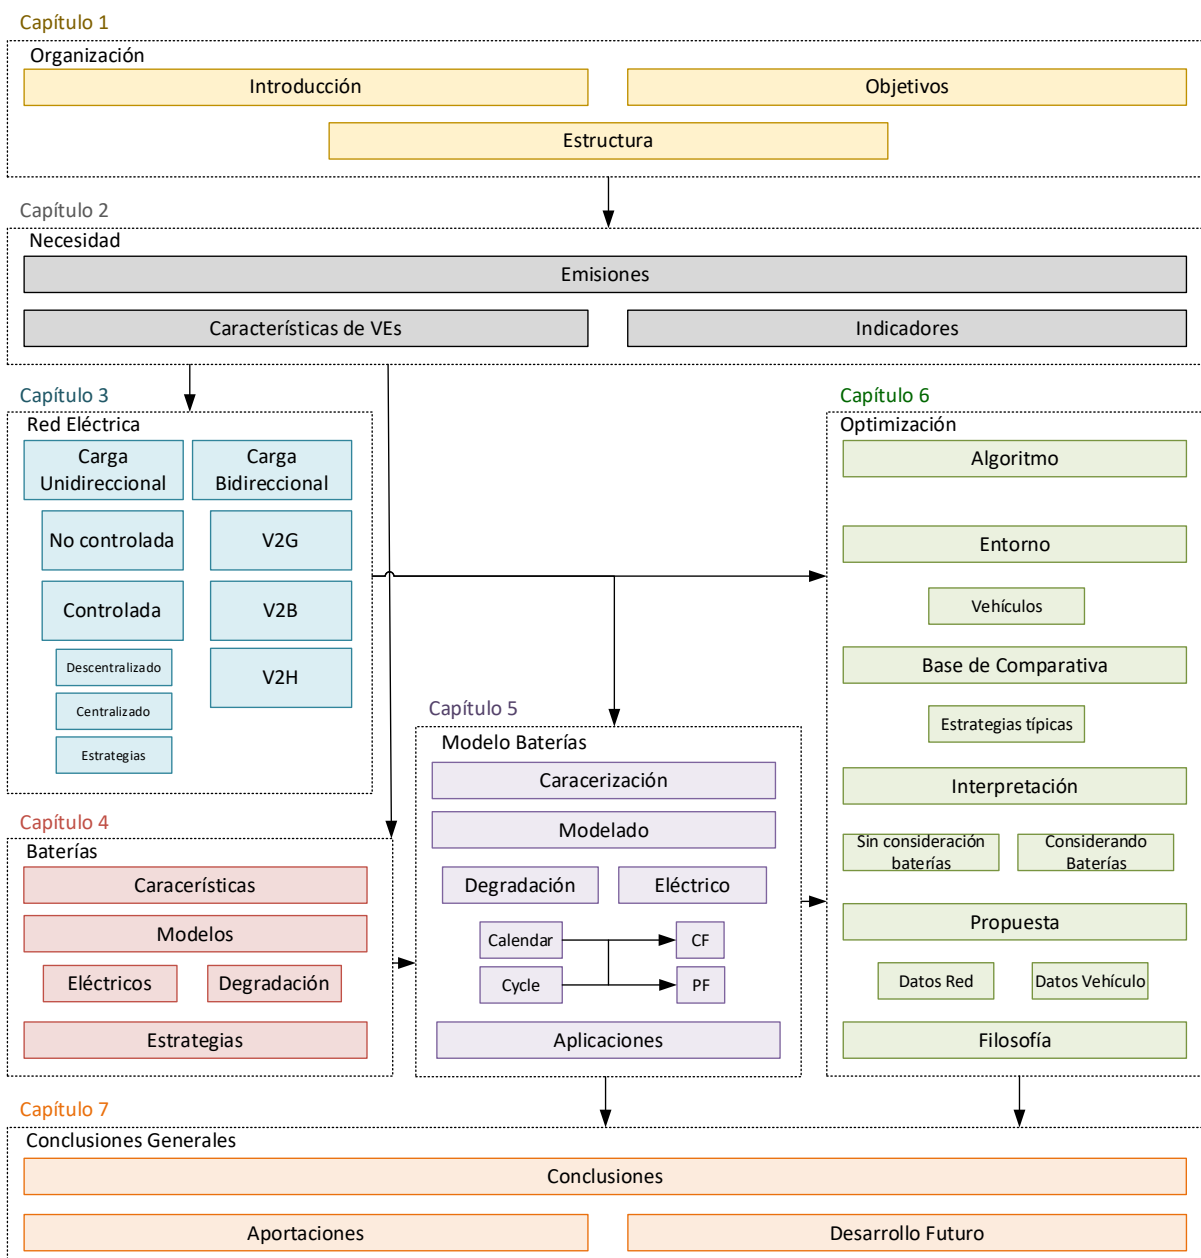 Capítulo 1
Organización
Introducción
Objetivos
Estructura
Capítulo 2
Necesidad
Emisiones
Características de VEs
Indicadores
Capítulo 3
Red Eléctrica
Carga
Unidireccional
Carga
Bidireccional
No controlada
V2G
Controlada
V2B
Descentralizado
V2H
Centralizado
Estrategias
Capítulo 4
Baterías
Caracerísticas
Modelos
Eléctricos
Degradación
Estrategias
Capítulo 5
Modelo Baterías
Caracerización
Modelado
Degradación
Eléctrico
Calendar
CF
Cycle
PF
Aplicaciones
Capítulo 6
Optimización
Algoritmo
Entorno
Vehículos
Base de Comparativa
Estrategias típicas
Interpretación
Sin consideración
baterías
Considerando
Baterías
Propuesta
Datos Red
Datos Vehículo
Filosofía
Capítulo 7
Conclusiones Generales
Conclusiones
Aportaciones
Desarrollo Futuro